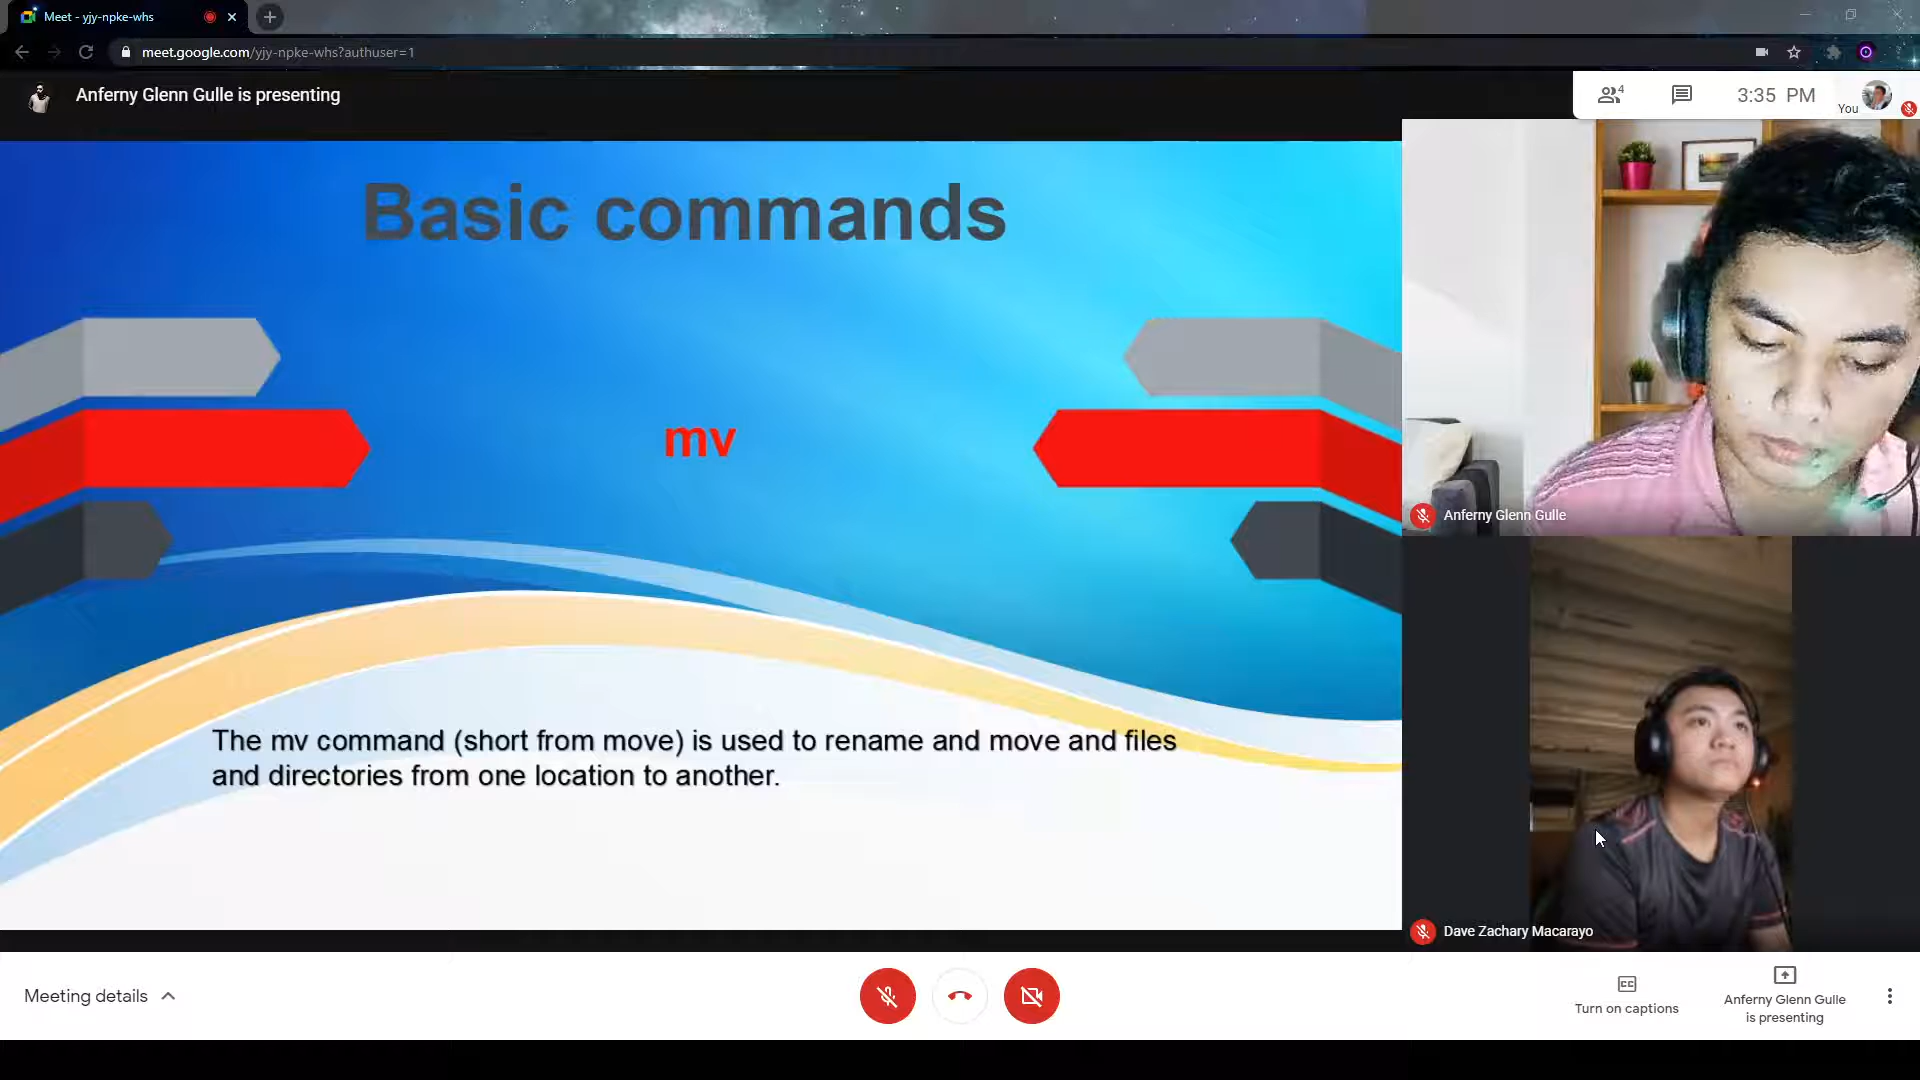 Meet - yjy-npke-whs
meet.google.com/yjy-npke-whs?authuser=1
Anferny Glenn Gulle is presenting
4
3:35 PM
You
Basic commands
mv
The mv command (short from move) is used to rename and move and files
and directories from one location to another.
Anferny Glenn Gulle
Dave Zachary Macarayo
Meeting details
CC
Turn on captions
Anferny Glenn Gulle
is presenting